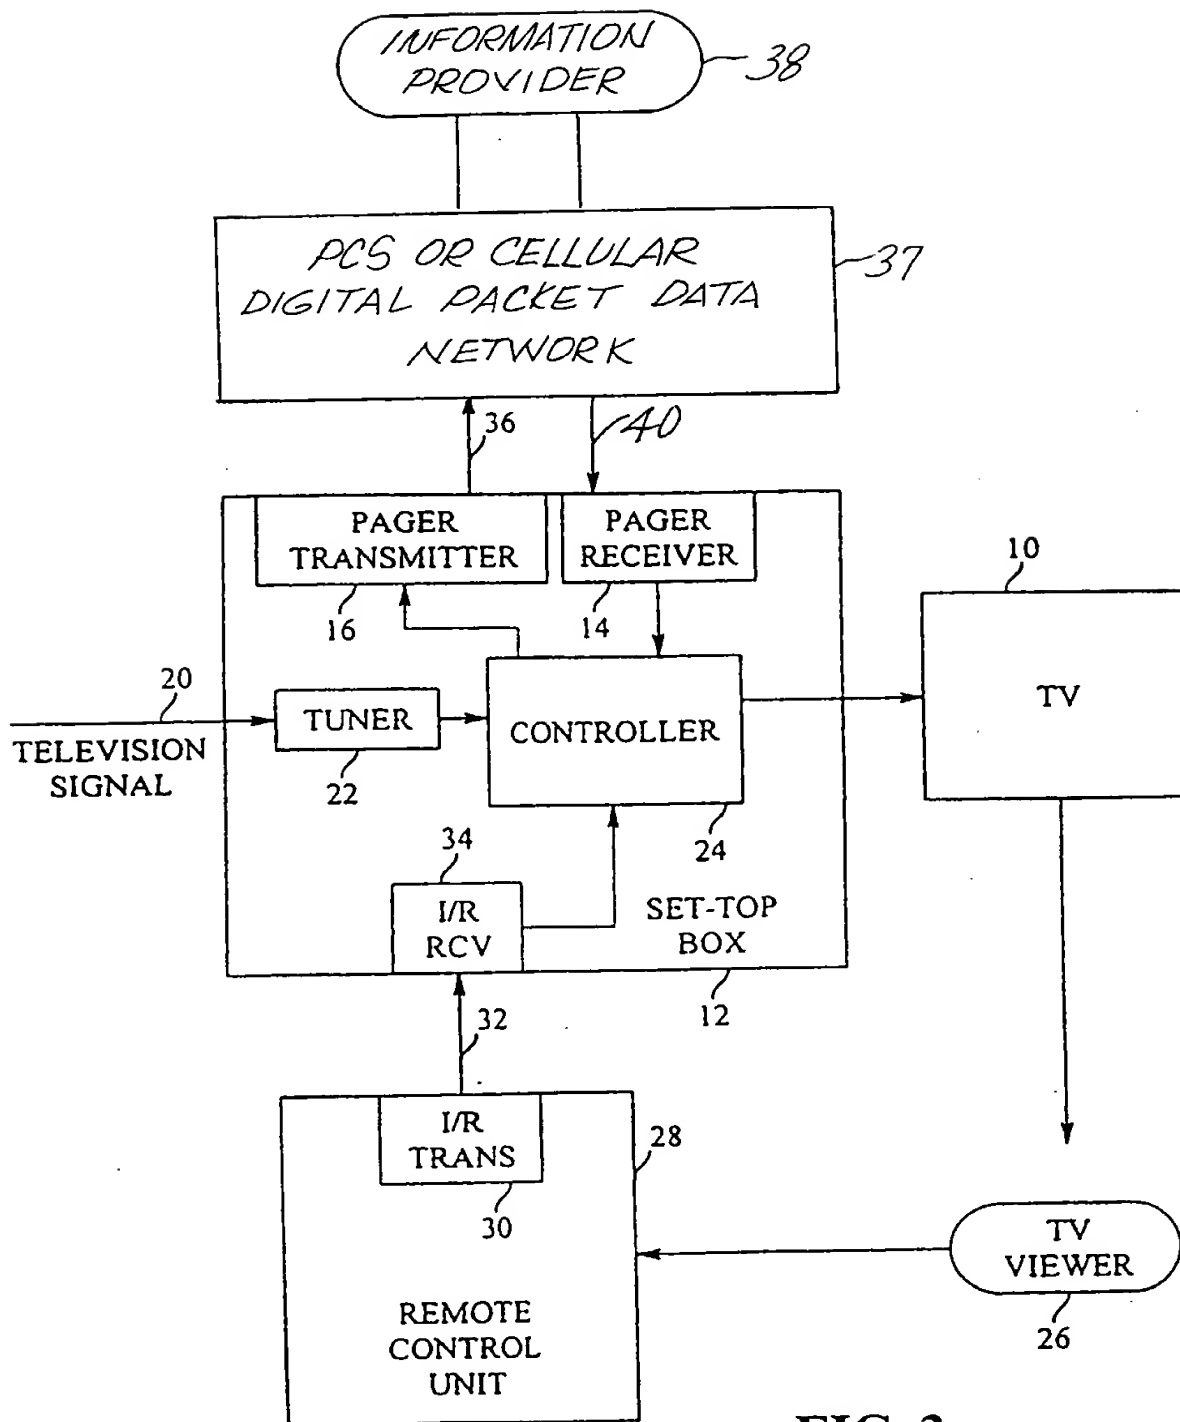 INFORMATION
PROVIDER
38
PCS OR CELLULAR
DIGITAL PACKET DATA
NETWORK
37
36
40
PAGER
TRANSMITTER
16
PAGER
RECEIVER
14
10
TV
20
TELEVISION
SIGNAL
TUNER
22
CONTROLLER
24
34
I/R
RCV
SET-TOP
BOX
12
32
I/R
TRANS
30
28
REMOTE
CONTROL
UNIT
TV
VIEWER
26